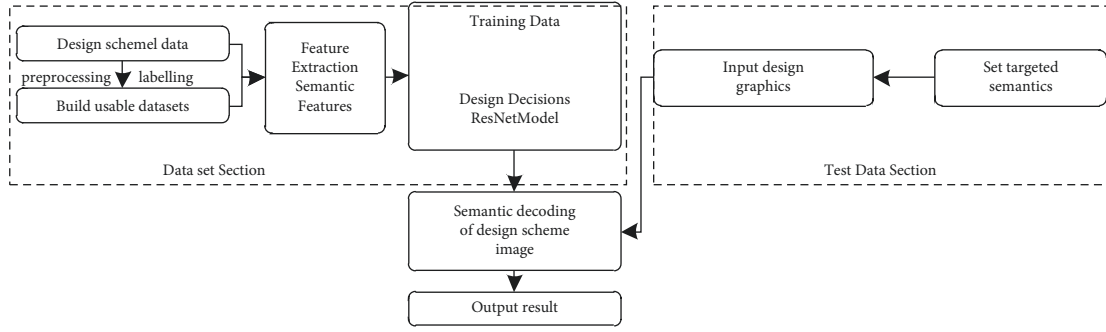 Design schemel data
preprocessing
labelling
Build usable datasets
Feature
Extraction
Semantic
Features
Training Data
Design Decisions
ResNetModel
Data set Section
Input design
graphics
Set targeted
semantics
Test Data Section
Semantic decoding
of design scheme
image
Output result